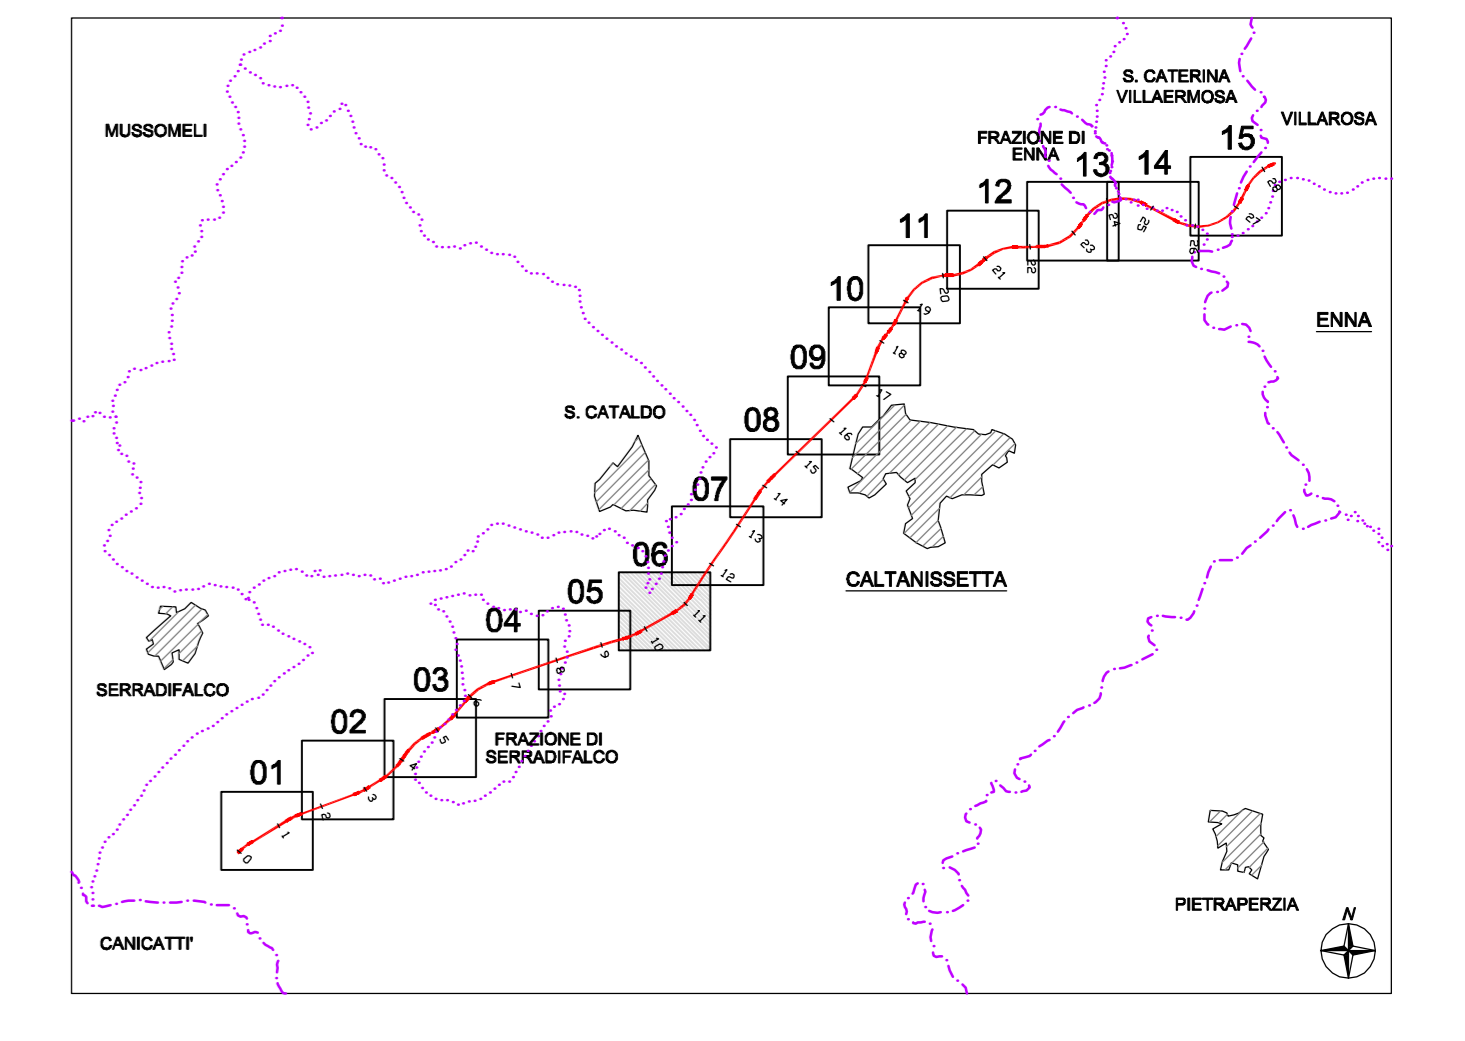 S. CATERINA
VILLAERMOSA
VILLAROSA
MUSSOMELI
FRAZIONE DI
ENNA
15
14
13
12
11
10
09
08
07
06
05
04
03
02
01
ENNA
S. CATALDO
CALTANISSETTA
SERRADIFALCO
FRAZIONE DI
SERRADIFALCO
PIETRAPERZIA
CANICATTI'
N
0
1
2
3
4
5
6
7
8
9
10
11
12
13
14
15
16
17
18
19
20
21
22
23
24
25
26
27
28